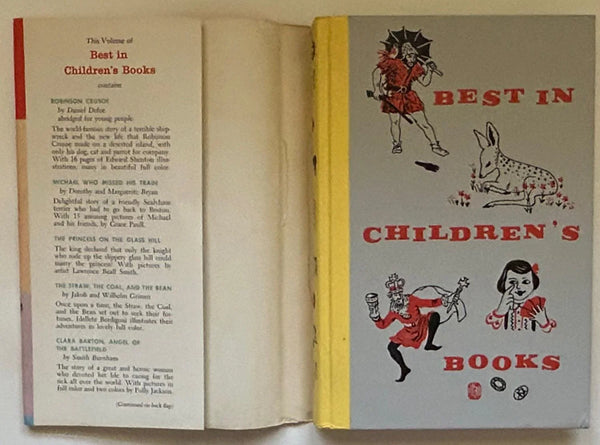 This Volume of
Best in
Children's Books
contains
ROBINSON CRUSOE
by Daniel Defoe
abridged for young people
The world-famous story of a terrible ship-
wreck and the new life that Robinson
Crusoe made on a deserted island, with
only his dog, cat and parrot for company.
With 16 pages of Edward Shenton illus-
trations, many in beautiful full color.
MICHAEL WHO MISSED HIS TRAIN
by Dorothy and Marguerite Bryan
Delightful story of a friendly Sealyham
terrier who had to go back to Boston.
With 15 amusing pictures of Michael
and his friends, by Grace Paull.
THE PRINCESS ON THE GLASS HILL
The king declared that only the knight
who rode up the slippery glass hill could
marry the princess! With pictures by
artist Lawrence Beall Smith.
THE STRAW, THE COAL, AND THE BEAN
by Jakob and Wilhelm Grimm
Once upon a time, the Straw, the Coal,
and the Bean set out to seek their for-
tunes. Idellete Bordigoni illustrates their
adventures in lovely full color.
CLARA BARTON, ANGEL OF
THE BATTLEFIELD
by Smith Burnham
The story of a great and heroic woman
who devoted her life to caring for the
sick all over the world. With pictures in
full color and two colors by Polly Jackson.
(Continued on back flap)
BEST IN
CHILDREN'S
BOOKS